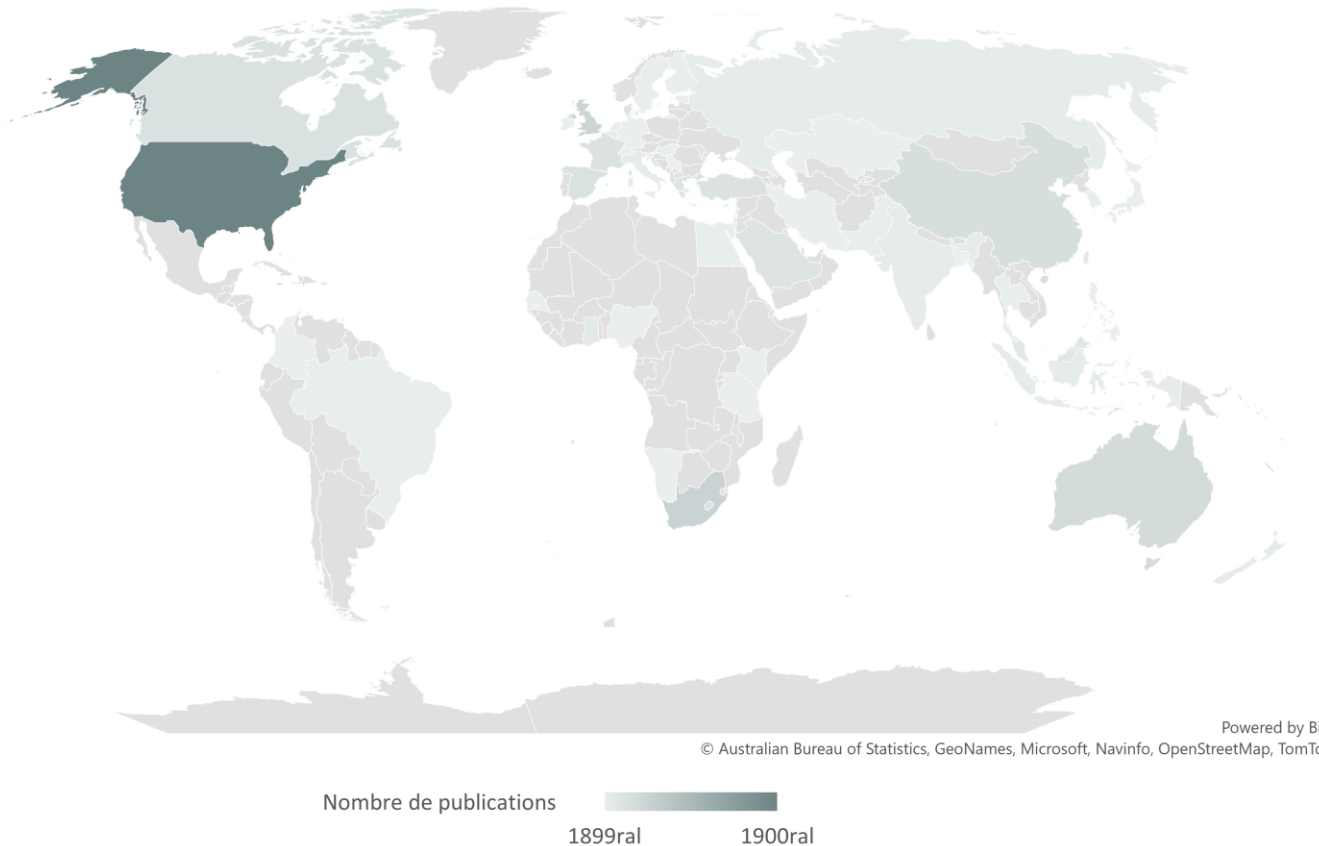 Powered by Bi
© Australian Bureau of Statistics, GeoNames, Microsoft, Navinfo, OpenStreetMap, TomTo
Nombre de publications
1899ral
1900ral